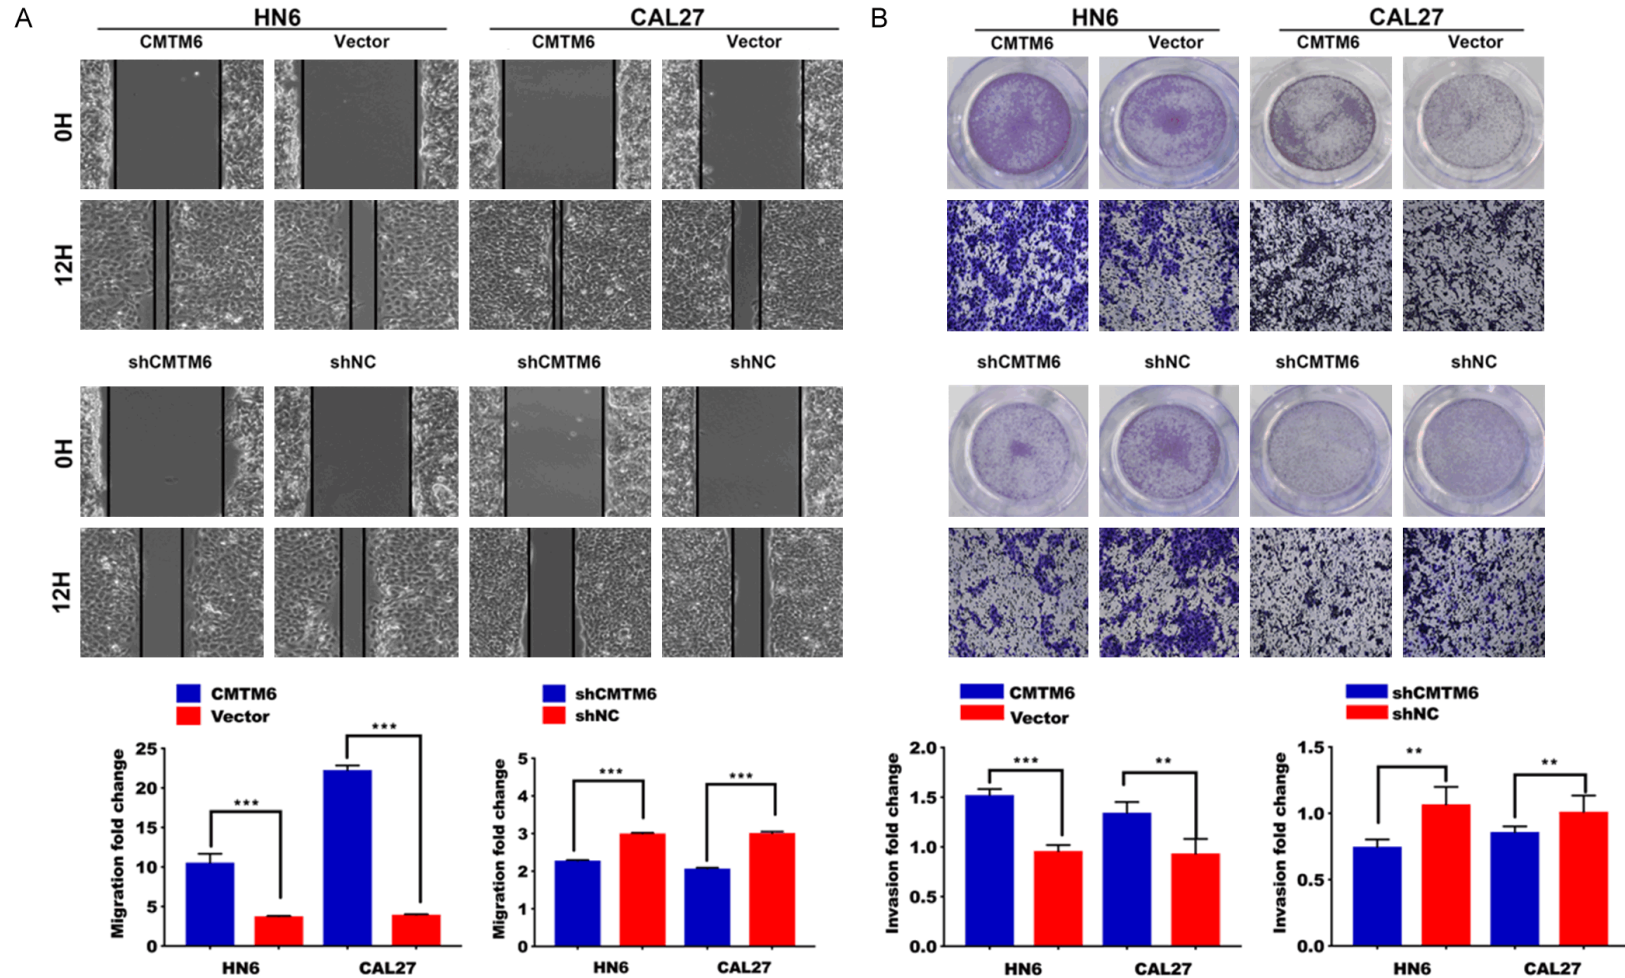 A
HN6
CAL27
CMTM6
Vector
CMTM6
Vector
0H
12H
shCMTM6
shNC
shCMTM6
shNC
0H
12H
CMTM6
Vector
Migration fold change
25
20
15
10
5
0
***
***
HN6
CAL27
shCMTM6
shNC
Migration fold change
5
4
3
2
1
0
***
***
HN6
CAL27
B
HN6
CAL27
CMTM6
Vector
CMTM6
Vector
shCMTM6
shNC
shCMTM6
shNC
CMTM6
Vector
Invasion fold change
2.0
1.5
1.0
0.5
0.0
***
**
HN6
CAL27
shCMTM6
shNC
Invasion fold change
1.5
1.0
0.5
0.0
**
**
HN6
CAL27